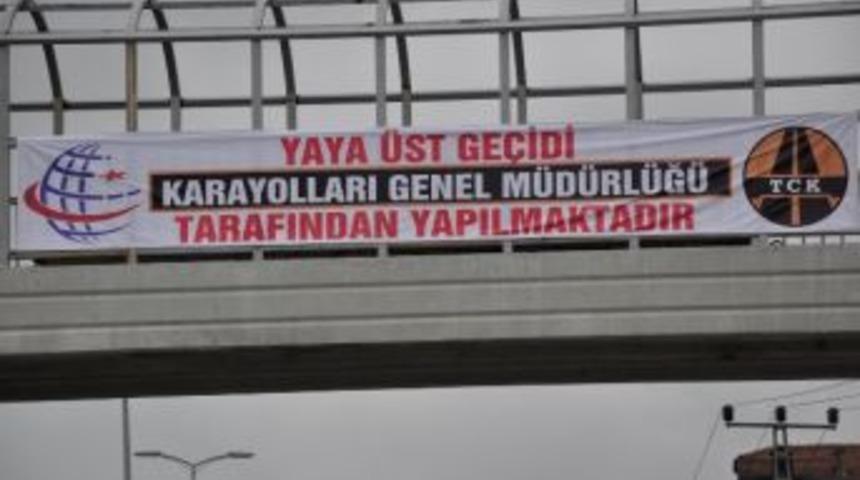 YAYA ÜST GEÇİDİ
KARAYOLLARI GENEL MÜDÜRLÜĞÜ
TARAFINDAN YAPILMAKTADIR
TCK